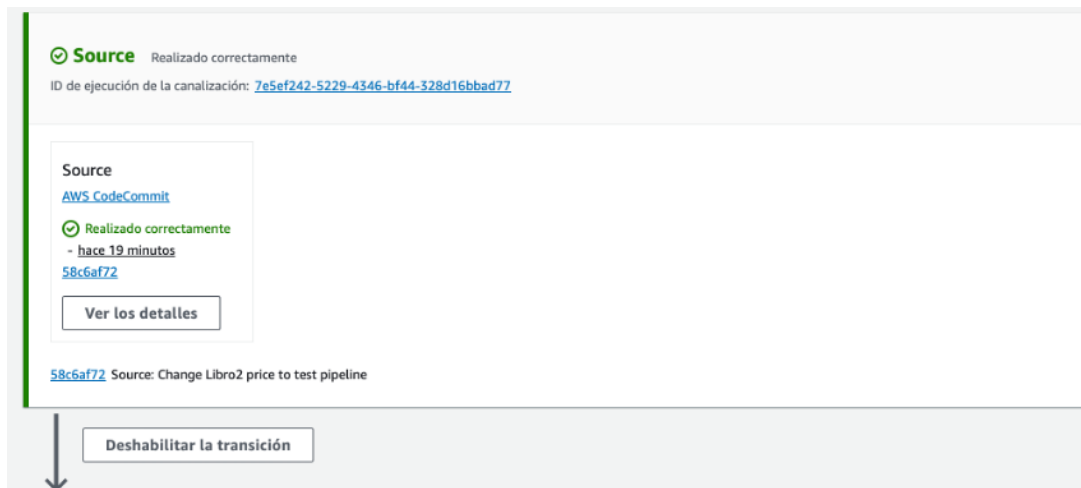 Source Realizado correctamente
ID de ejecución de la canalización: 7e5ef242-5229-4346-bf44-328d16bbad77
Source
AWS CodeCommit
Realizado correctamente
- hace 19 minutos
58c6af72
Ver los detalles
58c6af72 Source: Change Libro2 price to test pipeline
Deshabilitar la transición